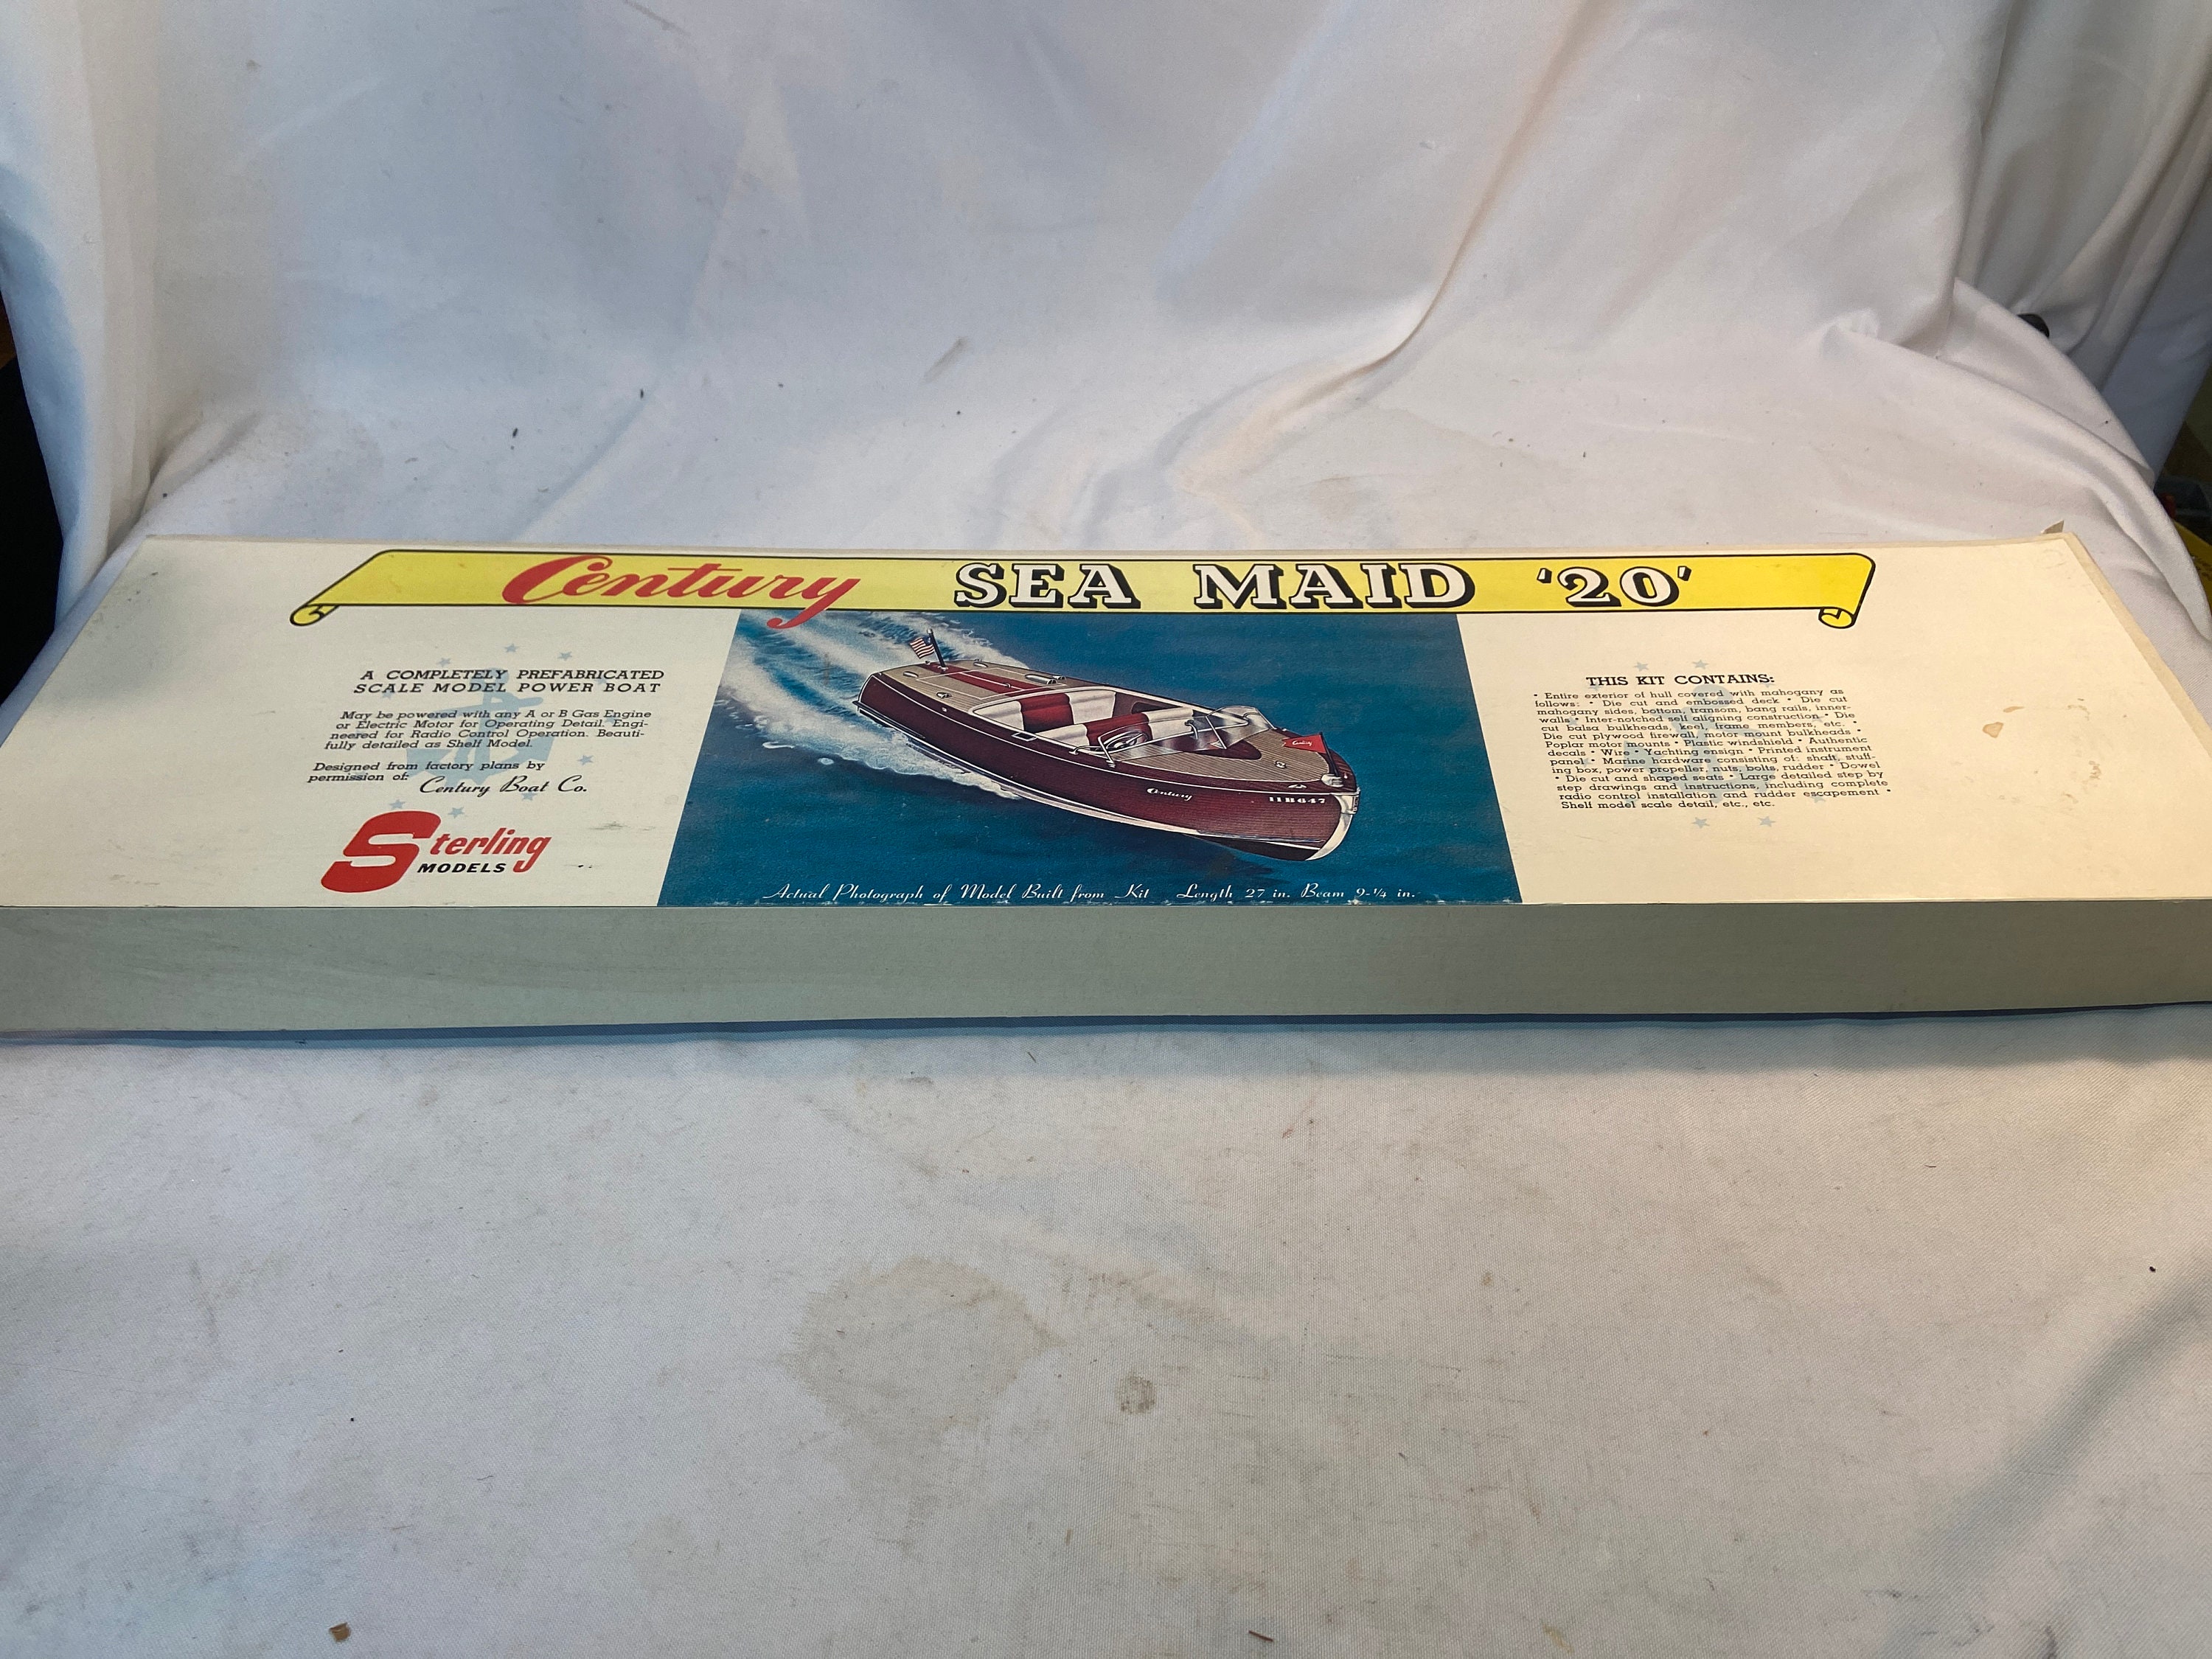 Century SEA MAID '20'
A COMPLETELY PREFABRICATED
SCALE MODEL POWER BOAT
May be powered with any A or B Gas Engine
or Electric Motor for Operating Detail. Engi-
neered for Radio Control Operation. Beauti-
fully detailed as Shelf Model.
Designed from factory plans by
permission of: Century Boat Co.
Sterling
MODELS
Century
Century
11B647
Actual Photograph of Model Built from Kit Length 27 in. Beam 9-¼ in.
THIS KIT CONTAINS:
• Entire exterior of hull covered with mahogany as
follows: • Die cut and embossed deck • Die cut
mahogany sides, bottom, transom, bang rails, inner-
walls • Inter-notched self aligning construction • Die
cut balsa bulkheads, keel, frame members, etc. •
Die cut plywood firewall, motor mount bulkheads •
Poplar motor mounts • Plastic windshield • Authentic
decals • Wire • Yachting ensign • Printed instrument
panel • Marine hardware consisting of: shaft, stuff-
ing box, power propeller, nuts, bolts, rudder • Dowel
• Die cut and shaped seats • Large detailed step by
step drawings and instructions, including complete
radio control installation and rudder escapement •
Shelf model scale detail, etc., etc.